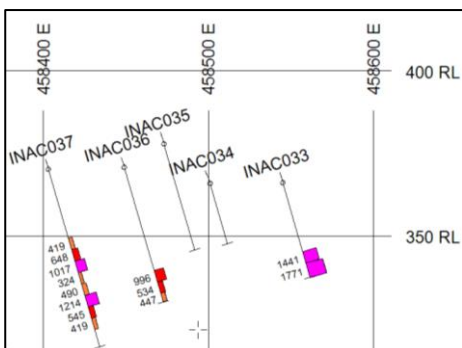 458400 E
458500 E
458600 E
400 RL
INAC037
INAC036
INAC035
INAC034
INAC033
350 RL
419
648
1017
324
490
1214
545
419
996
534
447
1441
1771